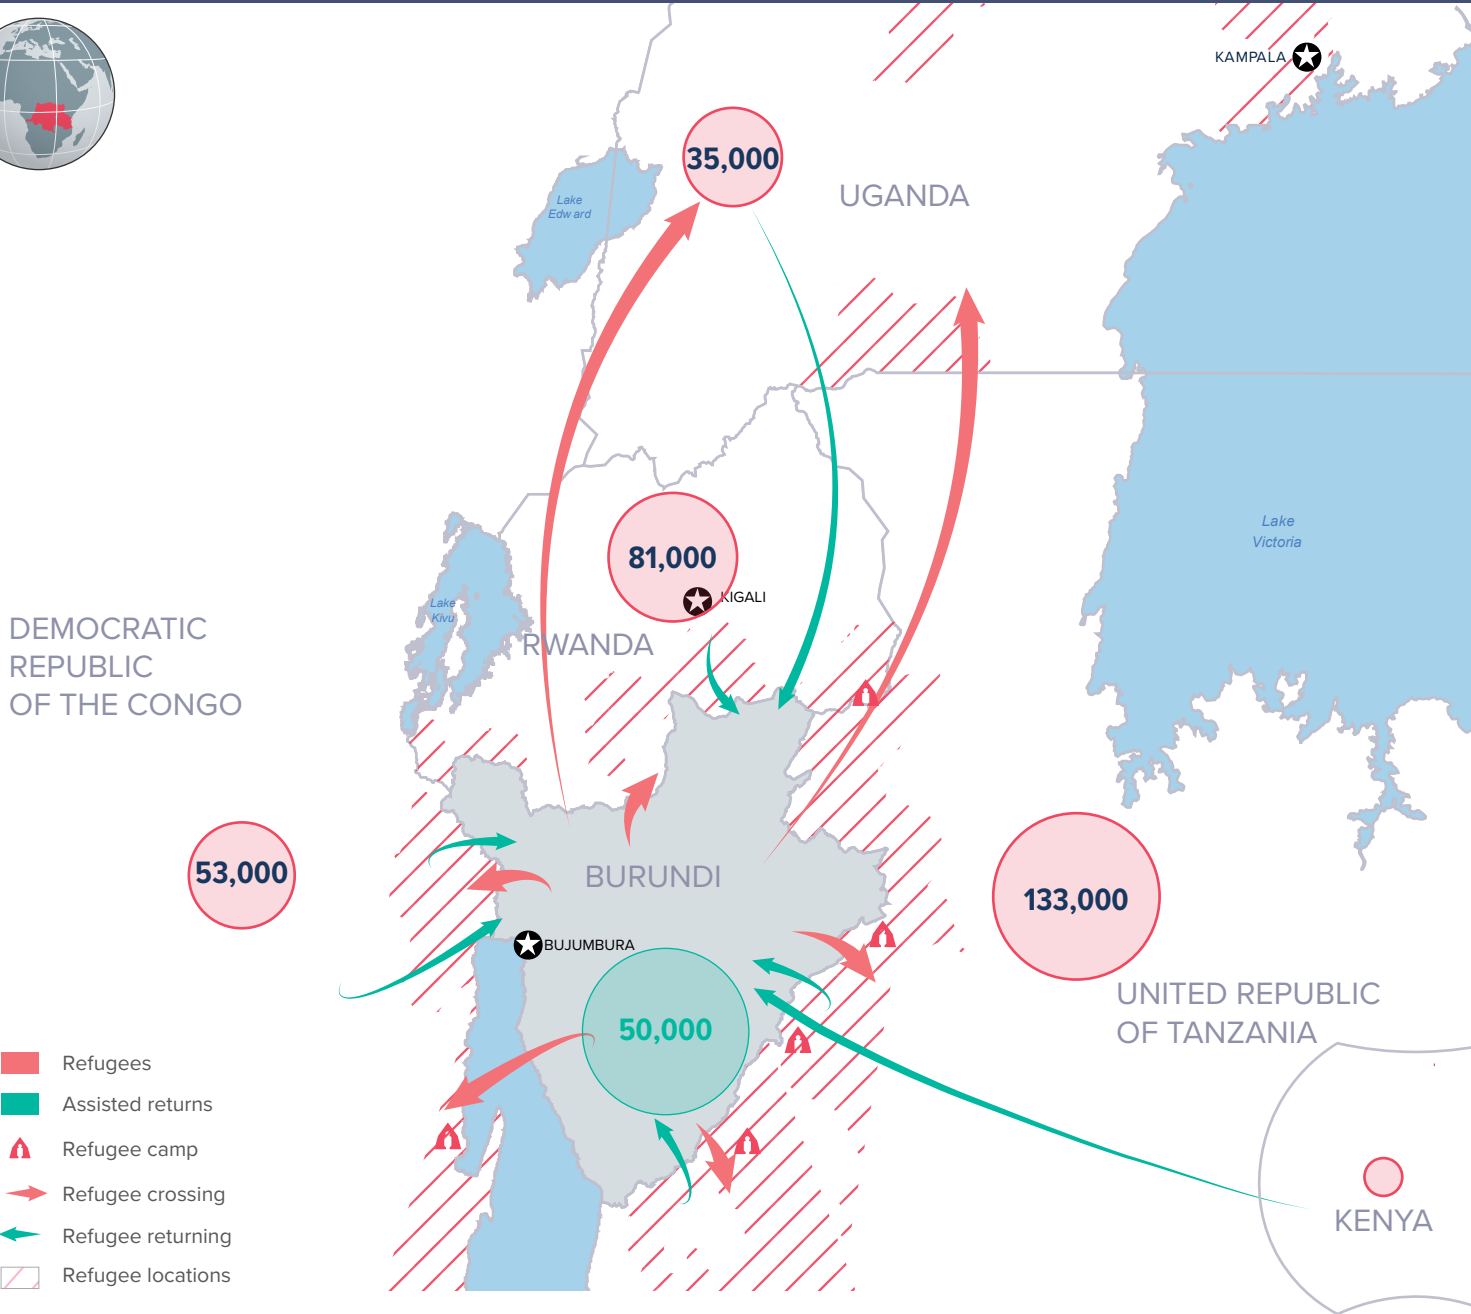 KAMPALA
35,000
UGANDA
Lake
Edw ard
Lake
Victoria
81,000
KIGALI
Lake
Kivu
RWANDA
DEMOCRATIC
REPUBLIC
OF THE CONGO
53,000
BURUNDI
133,000
BUJUMBURA
50,000
UNITED REPUBLIC
OF TANZANIA
KENYA
Refugees
Assisted returns
Refugee camp
Refugee crossing
Refugee returning
Refugee locations